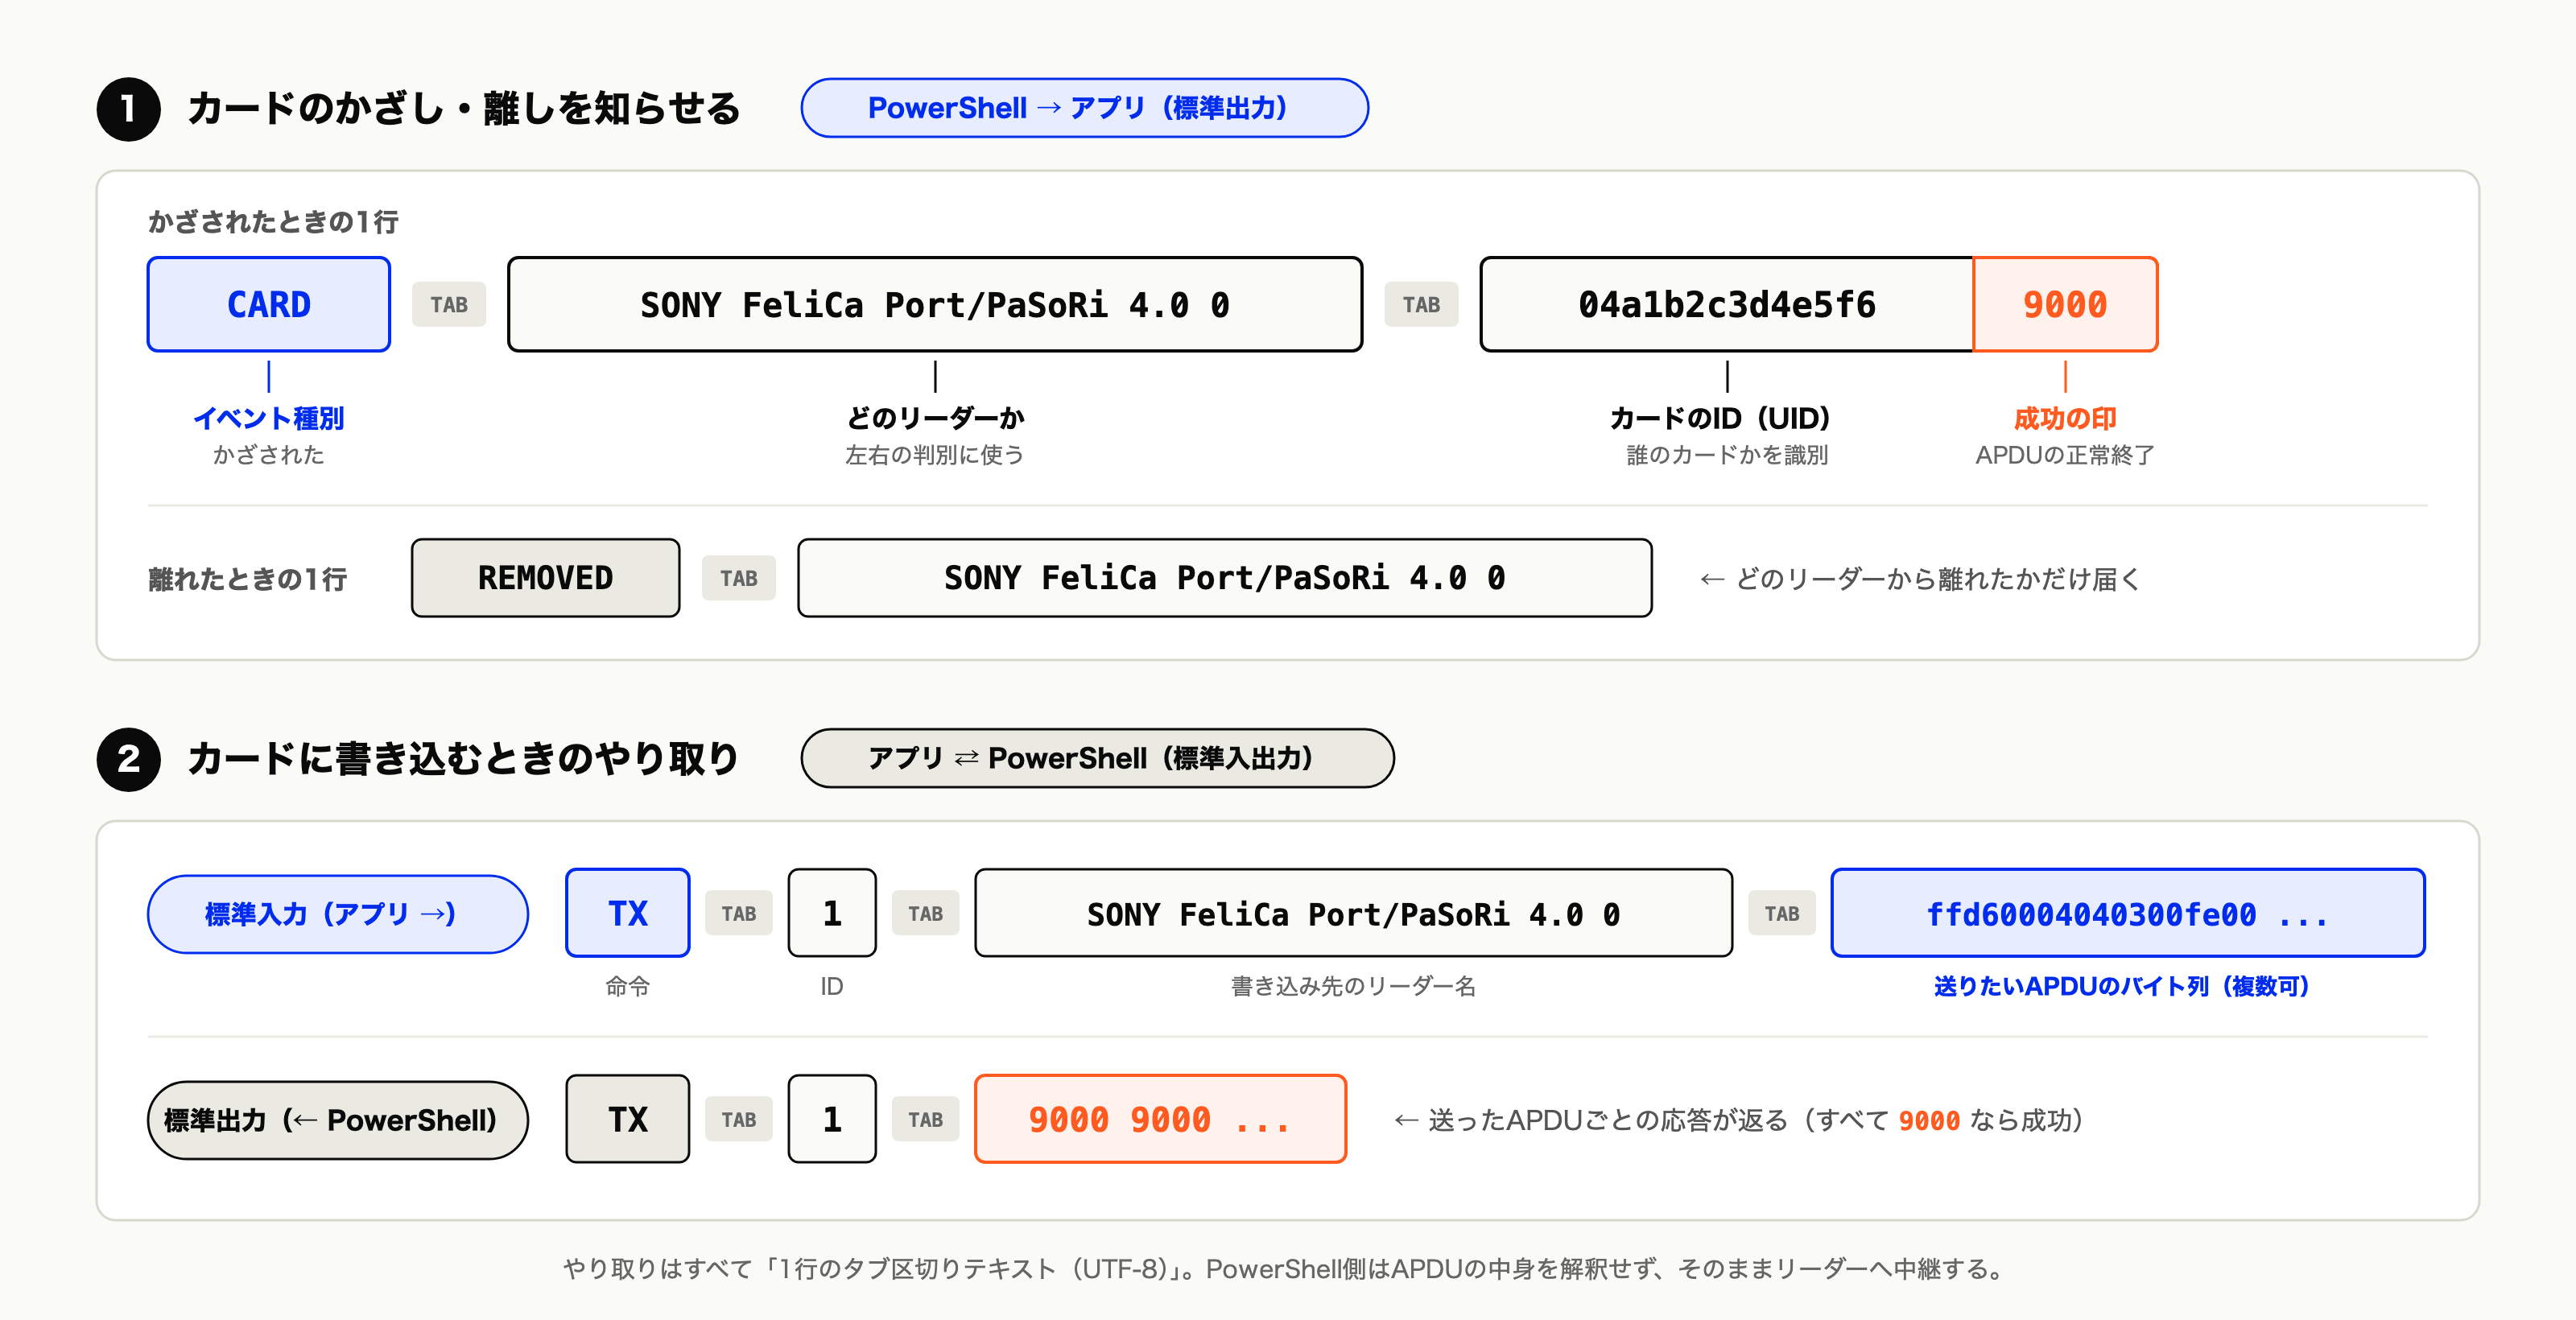 1 カードのかざし・離しを知らせる PowerShell → アプリ（標準出力）
かざされたときの1行
CARD TAB SONY FeliCa Port/PaSoRi 4.0 0 TAB 04a1b2c3d4e5f6 9000
イベント種別 どのリーダーか カードのID（UID） 成功の印
かざされた 左右の判別に使う 誰のカードかを識別 APDUの正常終了
離れたときの1行 REMOVED TAB SONY FeliCa Port/PaSoRi 4.0 0 ← どのリーダーから離れたかだけ届く
2 カードに書き込むときのやり取り アプリ ⇄ PowerShell（標準入出力）
標準入力（アプリ →） TX TAB 1 TAB SONY FeliCa Port/PaSoRi 4.0 0 TAB ffd60004040300fe00 ...
命令 ID 書き込み先のリーダー名 送りたいAPDUのバイト列（複数可）
標準出力（← PowerShell） TX TAB 1 TAB 9000 9000 ... ← 送ったAPDUごとの応答が返る（すべて 9000 なら成功）
やり取りはすべて「1行のタブ区切りテキスト（UTF-8）」。PowerShell側はAPDUの中身を解釈せず、そのままリーダーへ中継する。